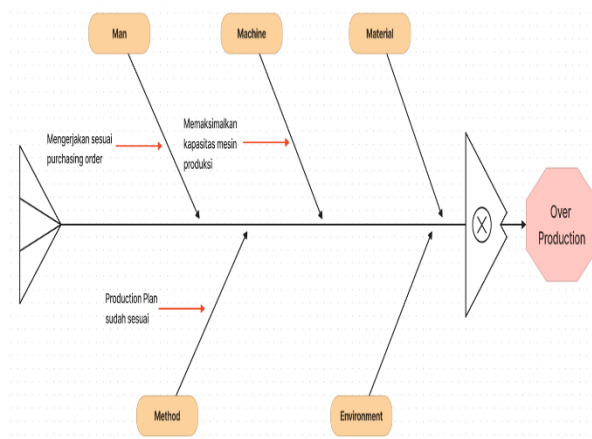 Man
Machine
Material
Memaksimalkan
kapasitas mesin
produksi
Mengerjakan sesuai
purchasing order
Over
Production
Production Plan
sudah sesuai
Method
Environment